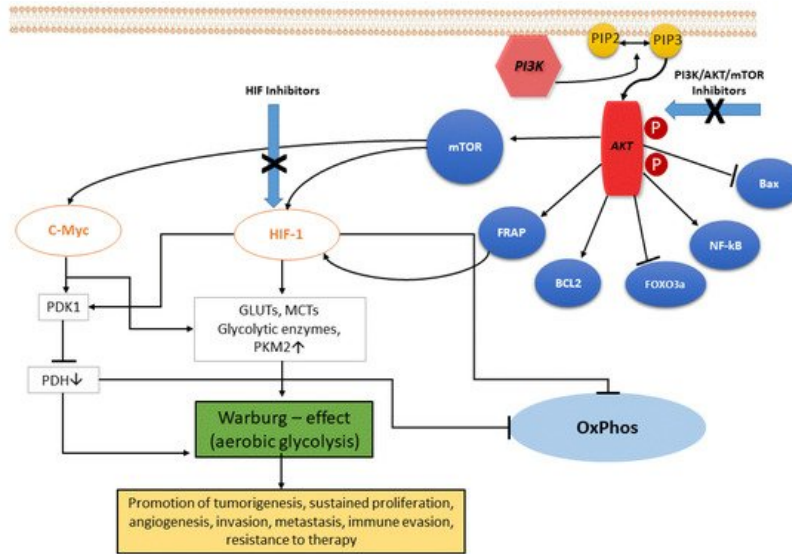 PIP2
PIP3
PI3K
PI3K/AKT/mTOR
Inhibitors
X
HIF Inhibitors
X
P
P
AKT
mTOR
Bax
C-Myc
HIF-1
FRAP
NF-kB
BCL2
FOXO3a
PDK1
GLUTs, MCTs
Glycolytic enzymes,
PKM2↑
PDH↓
Warburg – effect
(aerobic glycolysis)
OxPhos
Promotion of tumorigenesis, sustained proliferation,
angiogenesis, invasion, metastasis, immune evasion,
resistance to therapy